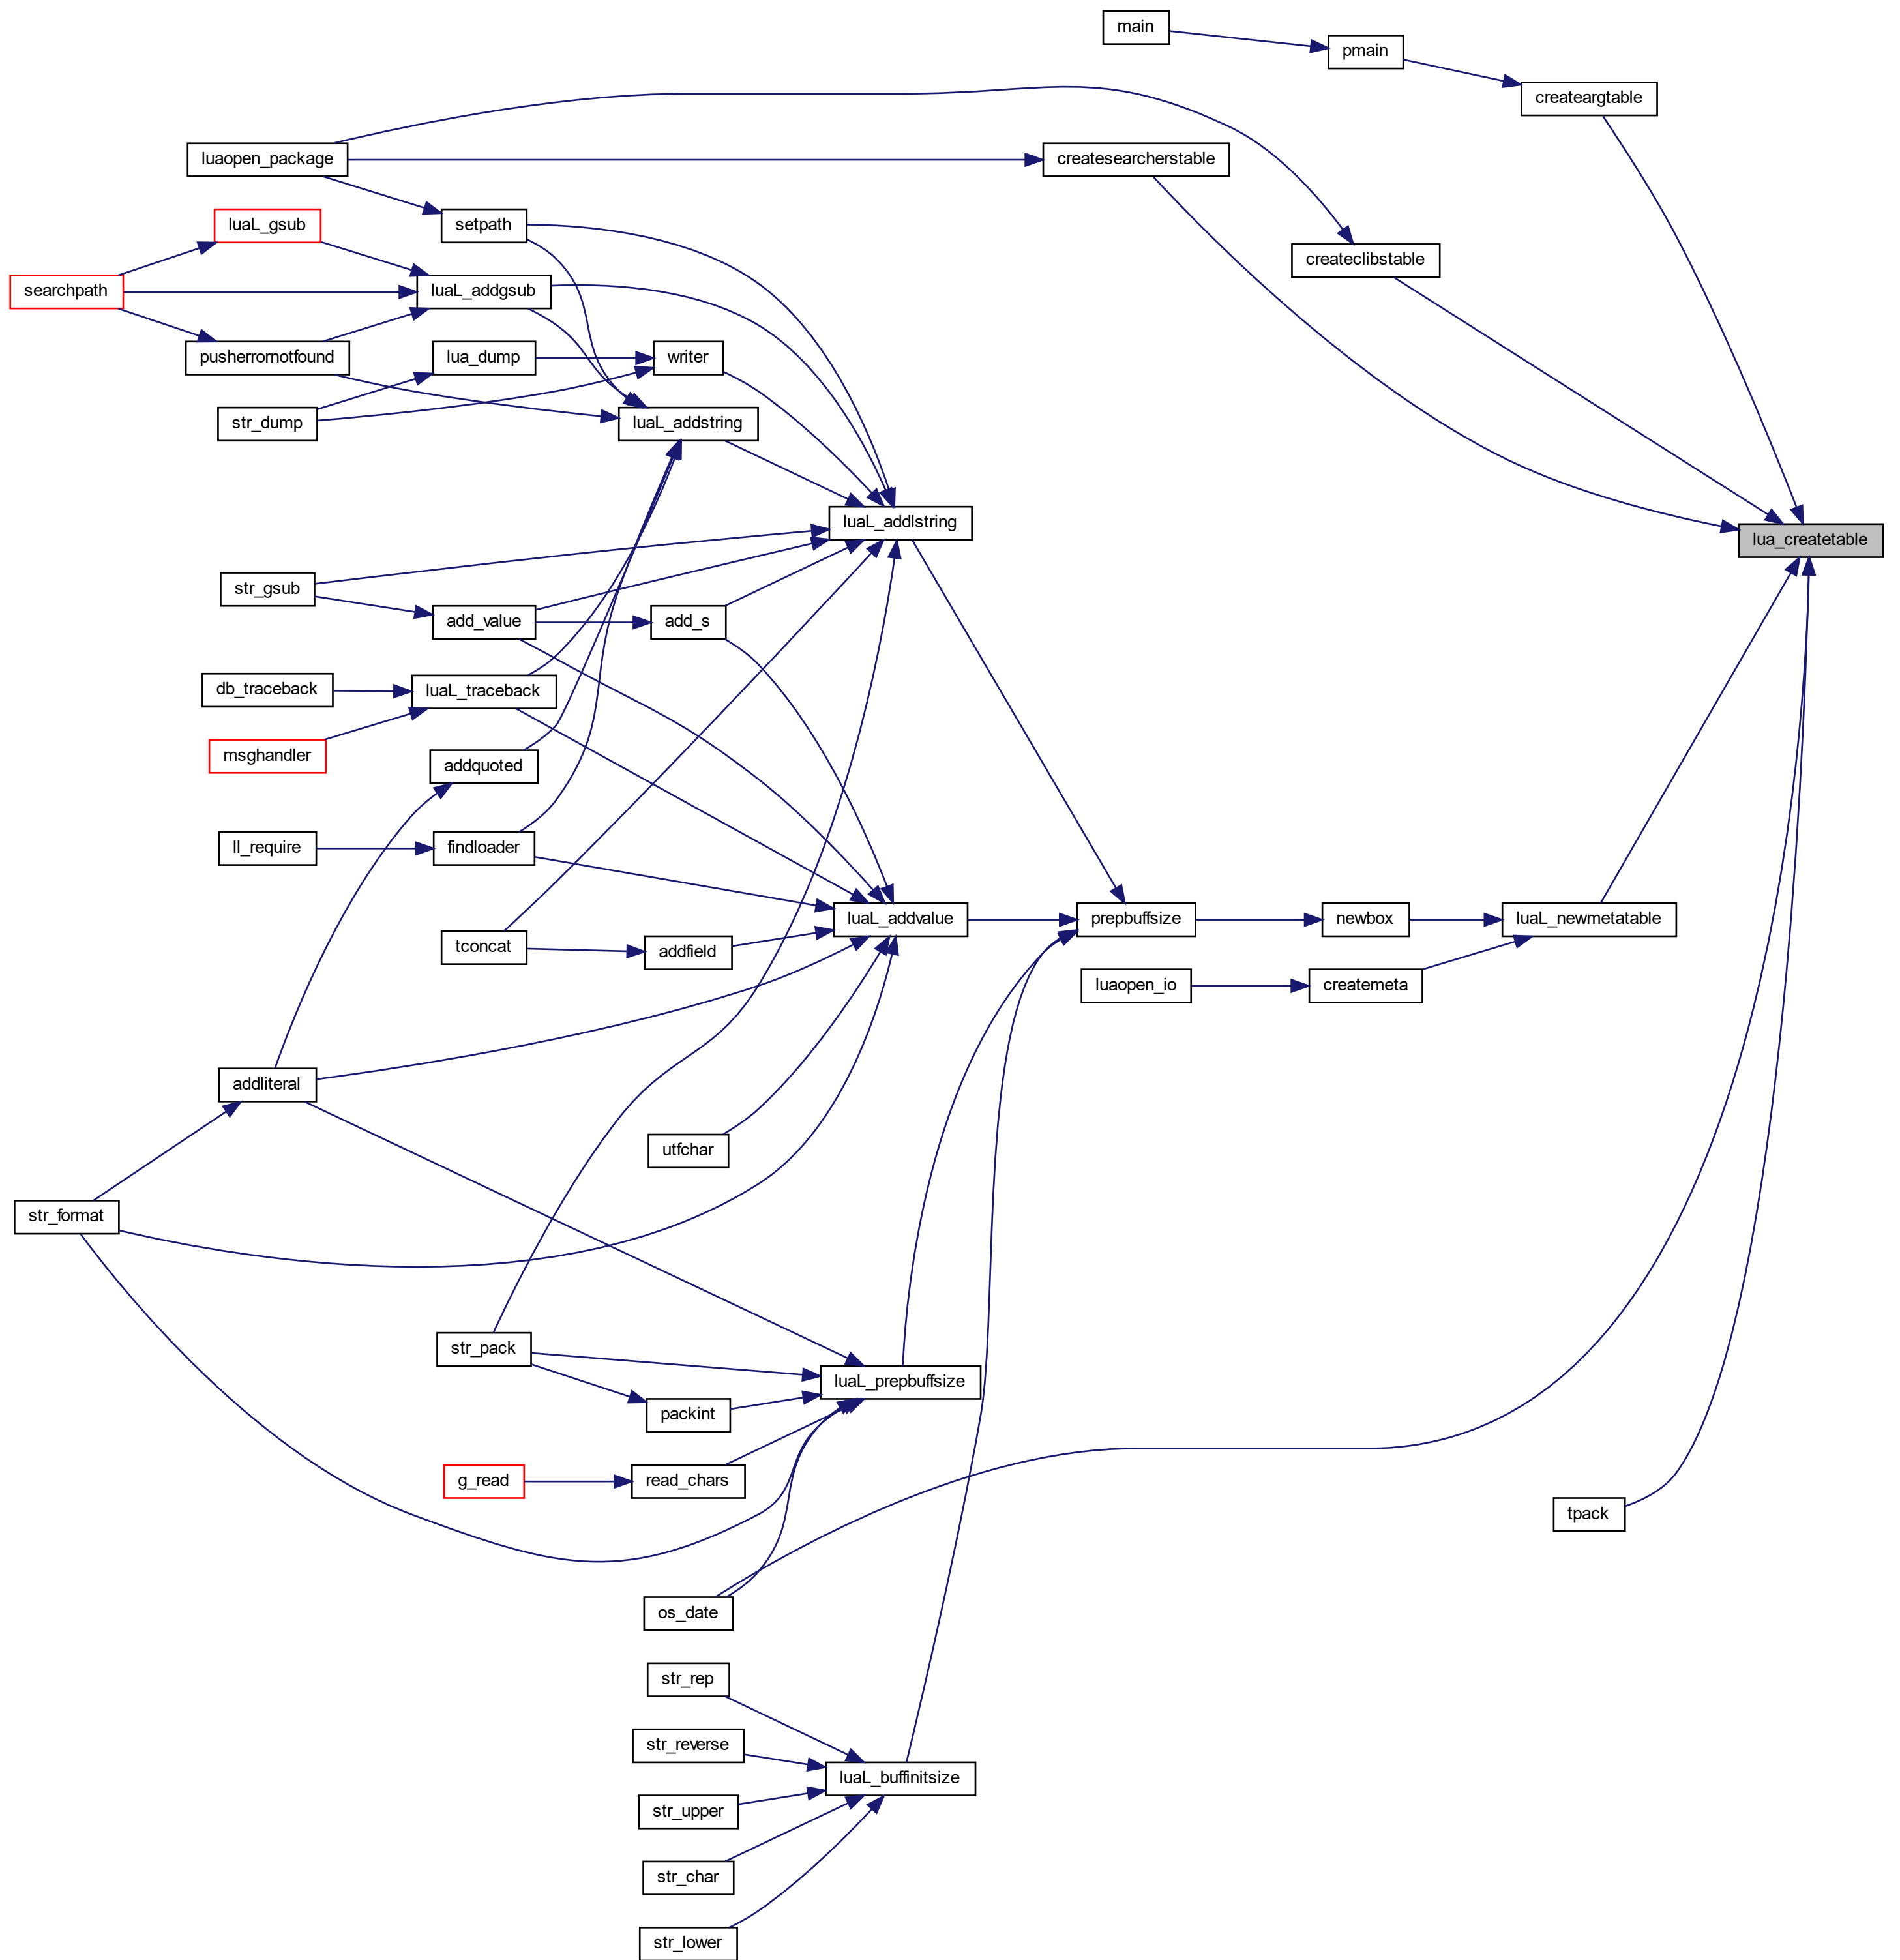 main
pmain
createargtable
luaopen_package
createsearcherstable
setpath
luaL_gsub
createclibstable
searchpath
luaL_addgsub
pusherrornotfound
lua_dump
writer
str_dump
luaL_addstring
luaL_addlstring
lua_createtable
str_gsub
add_value
add_s
db_traceback
luaL_traceback
msghandler
addquoted
ll_require
findloader
luaL_addvalue
prepbuffsize
newbox
luaL_newmetatable
tconcat
addfield
luaopen_io
createmeta
addliteral
utfchar
str_format
str_pack
luaL_prepbuffsize
packint
g_read
read_chars
tpack
os_date
str_rep
str_reverse
luaL_buffinitsize
str_upper
str_char
str_lower